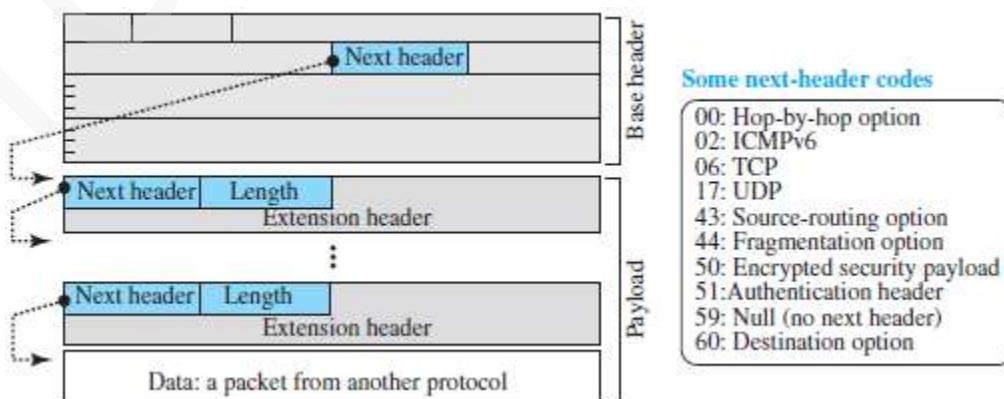 Next header
Base header
Next header Length
Extension header
Next header Length
Extension header
Data: a packet from another protocol
Payload
Some next-header codes
00: Hop-by-hop option
02: ICMPv6
06: TCP
17: UDP
43: Source-routing option
44: Fragmentation option
50: Encrypted security payload
51:Authentication header
59: Null (no next header)
60: Destination option